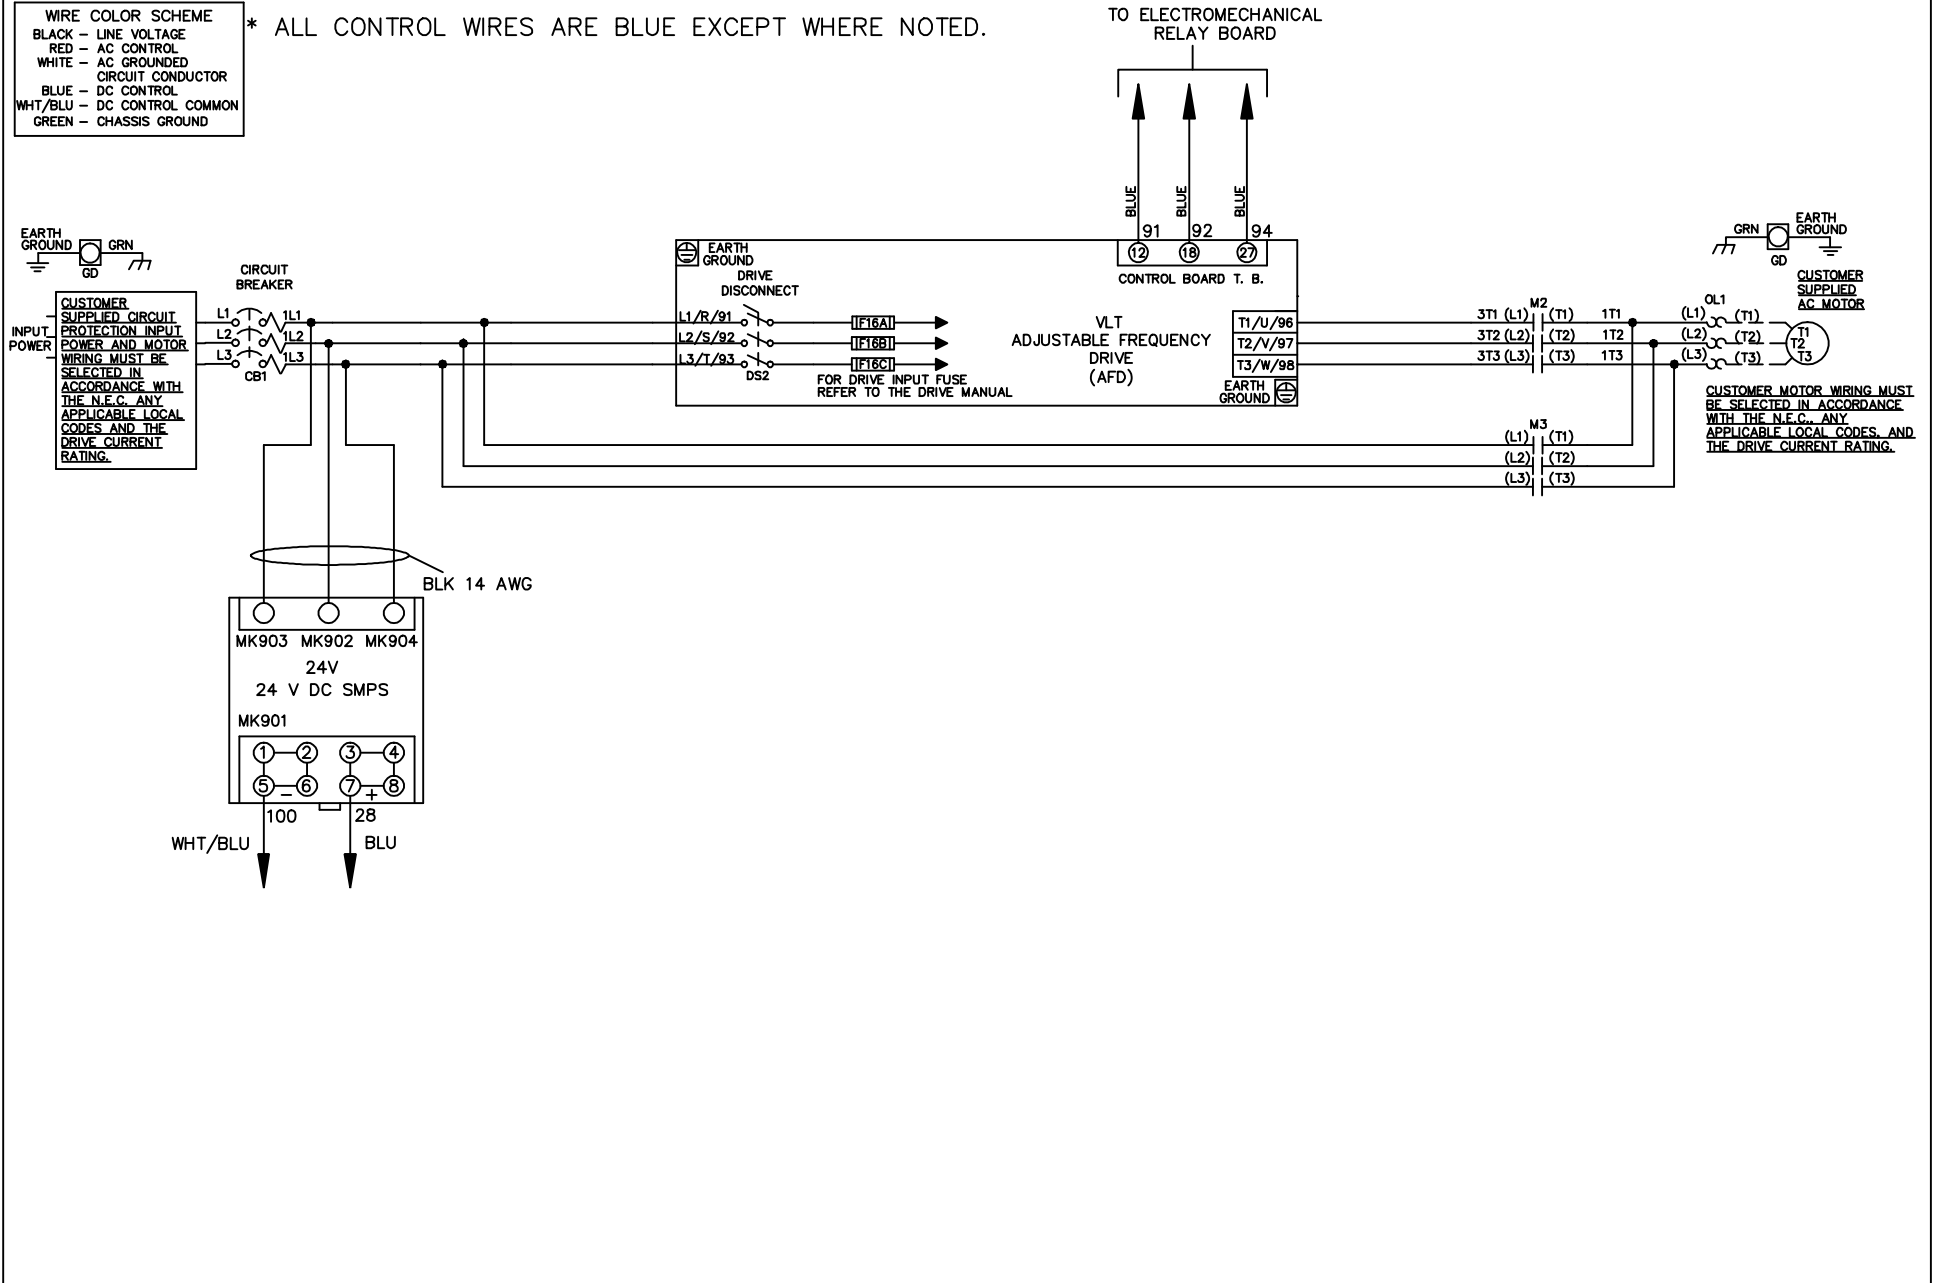 WIRE COLOR SCHEME
BLACK – LINE VOLTAGE
RED – AC CONTROL
WHITE – AC GROUNDED
CIRCUIT CONDUCTOR
BLUE – DC CONTROL
WHT/BLU – DC CONTROL COMMON
GREEN – CHASSIS GROUND
* ALL CONTROL WIRES ARE BLUE EXCEPT WHERE NOTED.
TO ELECTROMECHANICAL
RELAY BOARD
BLUE
BLUE
BLUE
91
92
94
12
18
27
CONTROL BOARD T. B.
EARTH
GROUND
GRN
GD
INPUT
POWER
CUSTOMER
SUPPLIED CIRCUIT
PROTECTION INPUT
POWER AND MOTOR
WIRING MUST BE
SELECTED IN
ACCORDANCE WITH
THE N.E.C. ANY
APPLICABLE LOCAL
CODES AND THE
DRIVE CURRENT
RATING.
CIRCUIT
BREAKER
L1
1L1
L2
1L2
L3
1L3
CB1
EARTH
GROUND
DRIVE
DISCONNECT
L1/R/91
L2/S/92
L3/T/93
DS2
F16A
F16B
F16C
FOR DRIVE INPUT FUSE
REFER TO THE DRIVE MANUAL
VLT
ADJUSTABLE FREQUENCY
DRIVE
(AFD)
T1/U/96
T2/V/97
T3/W/98
EARTH
GROUND
M2
3T1 (L1) (T1) 1T1
3T2 (L2) (T2) 1T2
3T3 (L3) (T3) 1T3
M3
(L1) (T1)
(L2) (T2)
(L3) (T3)
GRN
EARTH
GROUND
GD
CUSTOMER
SUPPLIED
AC MOTOR
OL1
(L1) (T1)
(L2) (T2)
(L3) (T3)
T1
T2
T3
CUSTOMER MOTOR WIRING MUST
BE SELECTED IN ACCORDANCE
WITH THE N.E.C., ANY
APPLICABLE LOCAL CODES, AND
THE DRIVE CURRENT RATING.
BLK 14 AWG
MK903 MK902 MK904
24V
24 V DC SMPS
MK901
1 2 3 4
5 6 7 8
– +
100 28
WHT/BLU BLU